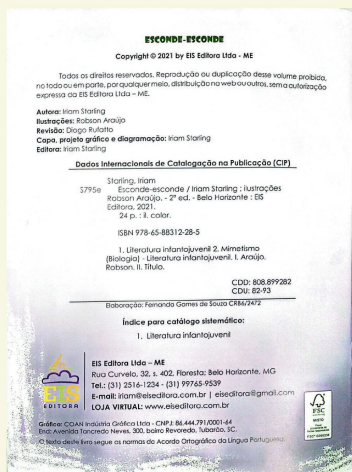 ESCONDE-ESCONDE
Copyright © 2021 by EIS Editora Ltda - ME
Todos os direitos reservados. Reprodução ou duplicação desse volume proibida,
no todo ou em parte, por qualquer meio, distribuição na web ou outros, sem a autorização
expressa da EIS Editora Ltda – ME.
Autora: Iriam Starling
Ilustrações: Robson Araújo
Revisão: Diogo Rufatto
Capa, projeto gráfico e diagramação: Iriam Starling
Editora: Iriam Starling
Dados Internacionais de Catalogação na Publicação (CIP)
Starling, Iriam
S795e Esconde-esconde / Iriam Starling ; ilustrações
Robson Araújo. - 2ª ed. - Belo Horizonte : EIS
Editora, 2021.
24 p. : il. color.
ISBN 978-65-88312-28-5
1. Literatura infantojuvenil 2. Mimetismo
(Biologia) - Literatura infantojuvenil. I. Araújo.
Robson. II. Título.
CDD: 808.899282
CDU: 82-93
Elaboração: Fernanda Gomes de Souza CRB6/2472
Índice para catálogo sistemático:
1. Literatura infantojuvenil
EIS Editora Ltda – ME
Rua Curvelo, 32, s. 402, Floresta; Belo Horizonte, MG
Tel.: (31) 2516-1234 - (31) 99765-9539
E-mail: iriam@eiseditora.com.br | eiseditora@gmail.com
LOJA VIRTUAL: www.eiseditora.com.br
EIS
EDITORA
FSC
MISTO
Gráfica: COAN Indústria Gráfica Ltda - CNPJ: 86.444.791/0001-64
End: Avenida Tancredo Neves, 300, bairro Revoredo, Tubarão, SC.
O texto deste livro segue as normas do Acordo Ortográfico da Língua Portuguesa.